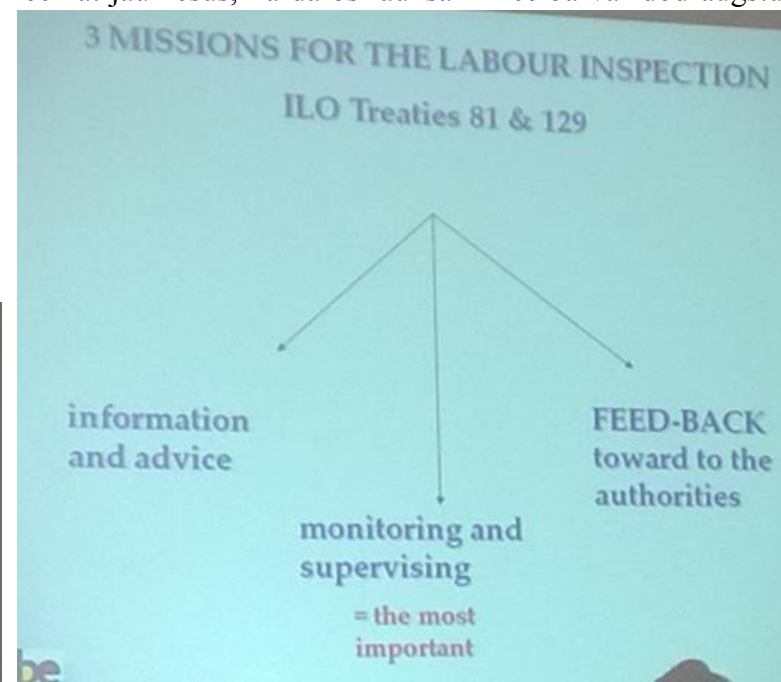 3 MISSIONS FOR THE LABOUR INSPECTION
ILO Treaties 81 & 129
information
and advice
FEED-BACK
toward to the
authorities
monitoring and
supervising
= the most
important
be